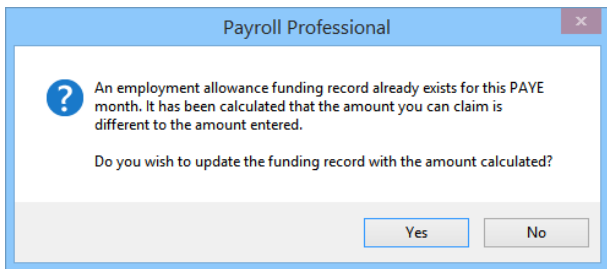 Payroll Professional
An employment allowance funding record already exists for this PAYE
month. It has been calculated that the amount you can claim is
different to the amount entered.
Do you wish to update the funding record with the amount calculated?
Yes No